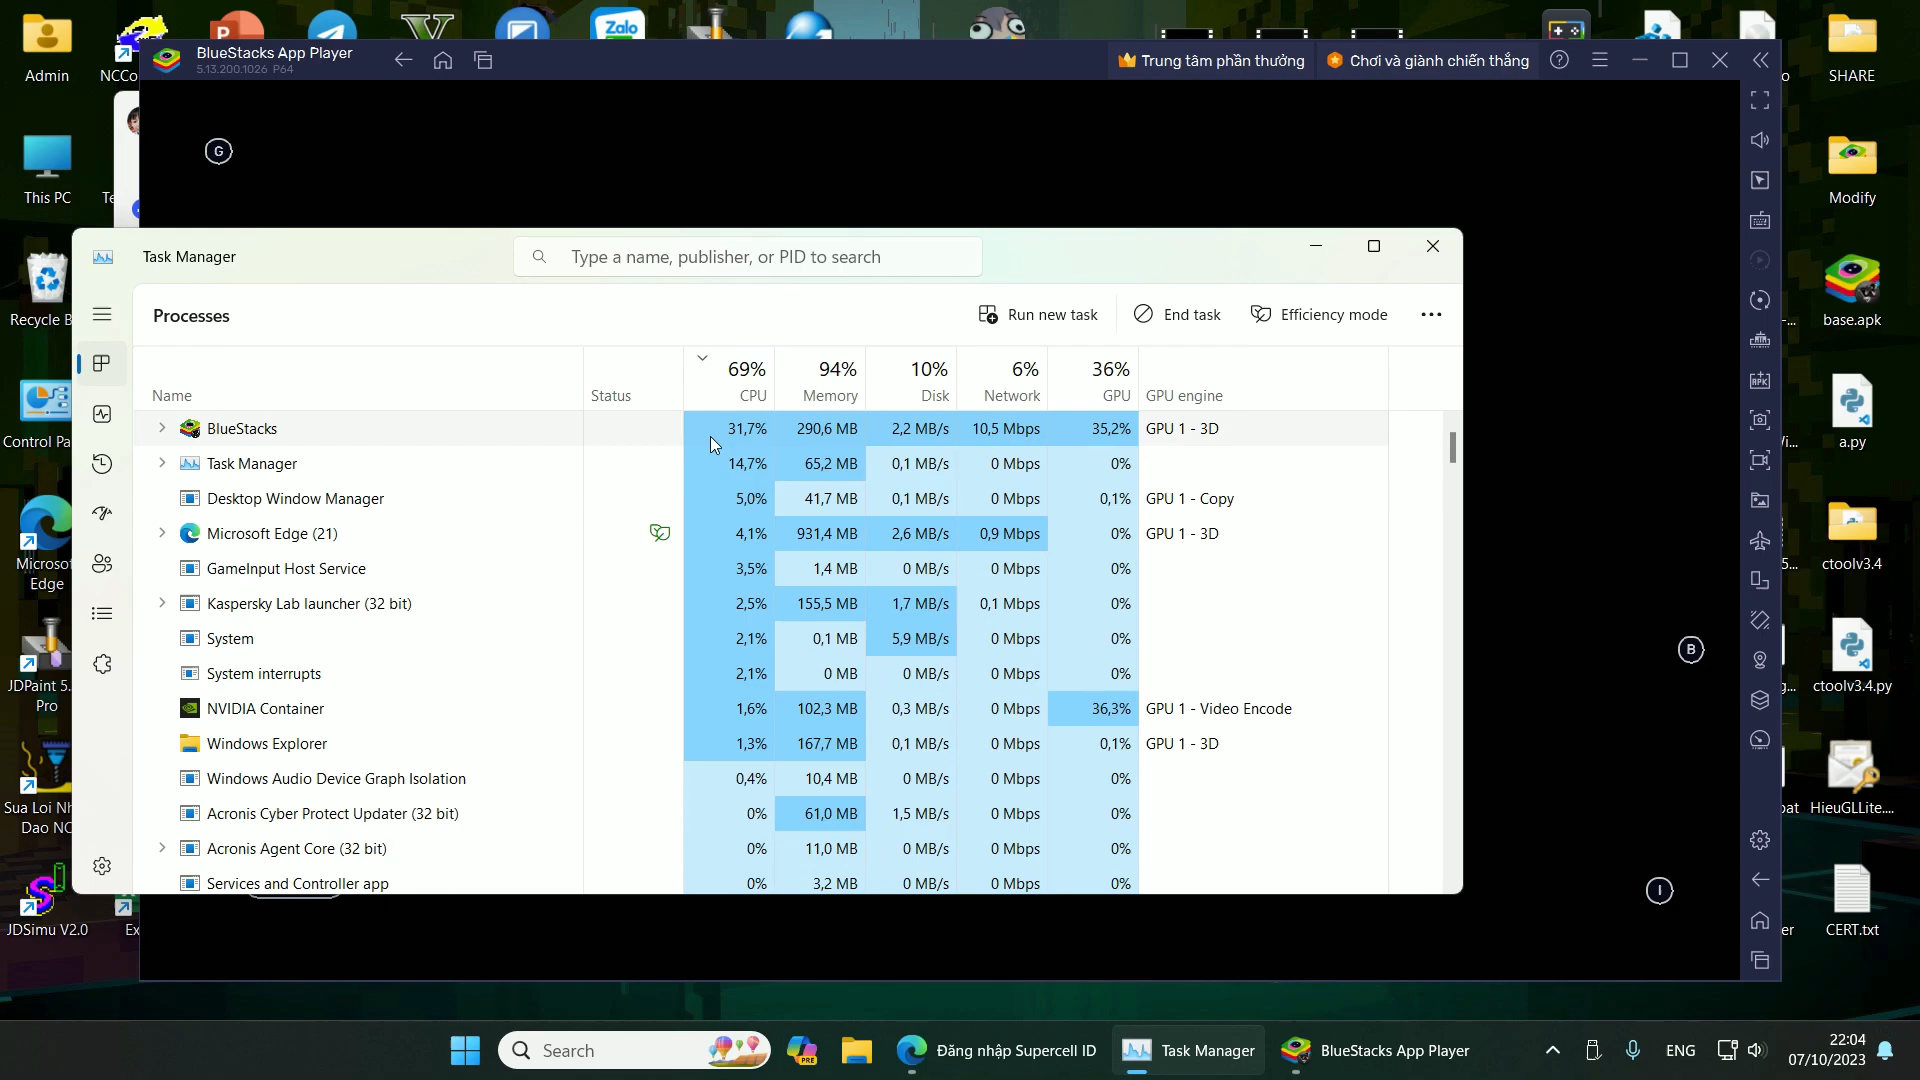 BlueStacks App Player
5.13.200.1026 P64
Trung tâm phần thưởng
Chơi và giành chiến thắng
Zalo
Admin
NCCo
SHARE
G
This PC
Te
Modify
Task Manager
Type a name, publisher, or PID to search
Recycle B
base.apk
Processes
Run new task
End task
Efficiency mode
Name
Status
69%
CPU
94%
Memory
10%
Disk
6%
Network
36%
GPU
GPU engine
BlueStacks 31,7% 290,6 MB 2,2 MB/s 10,5 Mbps 35,2% GPU 1 - 3D
Task Manager 14,7% 65,2 MB 0,1 MB/s 0 Mbps 0%
Desktop Window Manager 5,0% 41,7 MB 0,1 MB/s 0 Mbps 0,1% GPU 1 - Copy
Microsoft Edge (21) 4,1% 931,4 MB 2,6 MB/s 0,9 Mbps 0% GPU 1 - 3D
GameInput Host Service 3,5% 1,4 MB 0 MB/s 0 Mbps 0%
Kaspersky Lab launcher (32 bit) 2,5% 155,5 MB 1,7 MB/s 0,1 Mbps 0%
System 2,1% 0,1 MB 5,9 MB/s 0 Mbps 0%
System interrupts 2,1% 0 MB 0 MB/s 0 Mbps 0%
NVIDIA Container 1,6% 102,3 MB 0,3 MB/s 0 Mbps 36,3% GPU 1 - Video Encode
Windows Explorer 1,3% 167,7 MB 0,1 MB/s 0 Mbps 0,1% GPU 1 - 3D
Windows Audio Device Graph Isolation 0,4% 10,4 MB 0 MB/s 0 Mbps 0%
Acronis Cyber Protect Updater (32 bit) 0% 61,0 MB 1,5 MB/s 0 Mbps 0%
Acronis Agent Core (32 bit) 0% 11,0 MB 0 MB/s 0 Mbps 0%
Services and Controller app 0% 3,2 MB 0 MB/s 0 Mbps 0%
Control Pa
Microsof
Edge
JDPaint 5.
Pro
Sua Loi Nh
Dao NC
JDSimu V2.0
Ex
APK
a.py
ctoolv3.4
B
ctoolv3.4.py
HieuGLLite....
I
CERT.txt
Search
PRE
Đăng nhập Supercell ID
Task Manager
BlueStacks App Player
ENG
22:04
07/10/2023